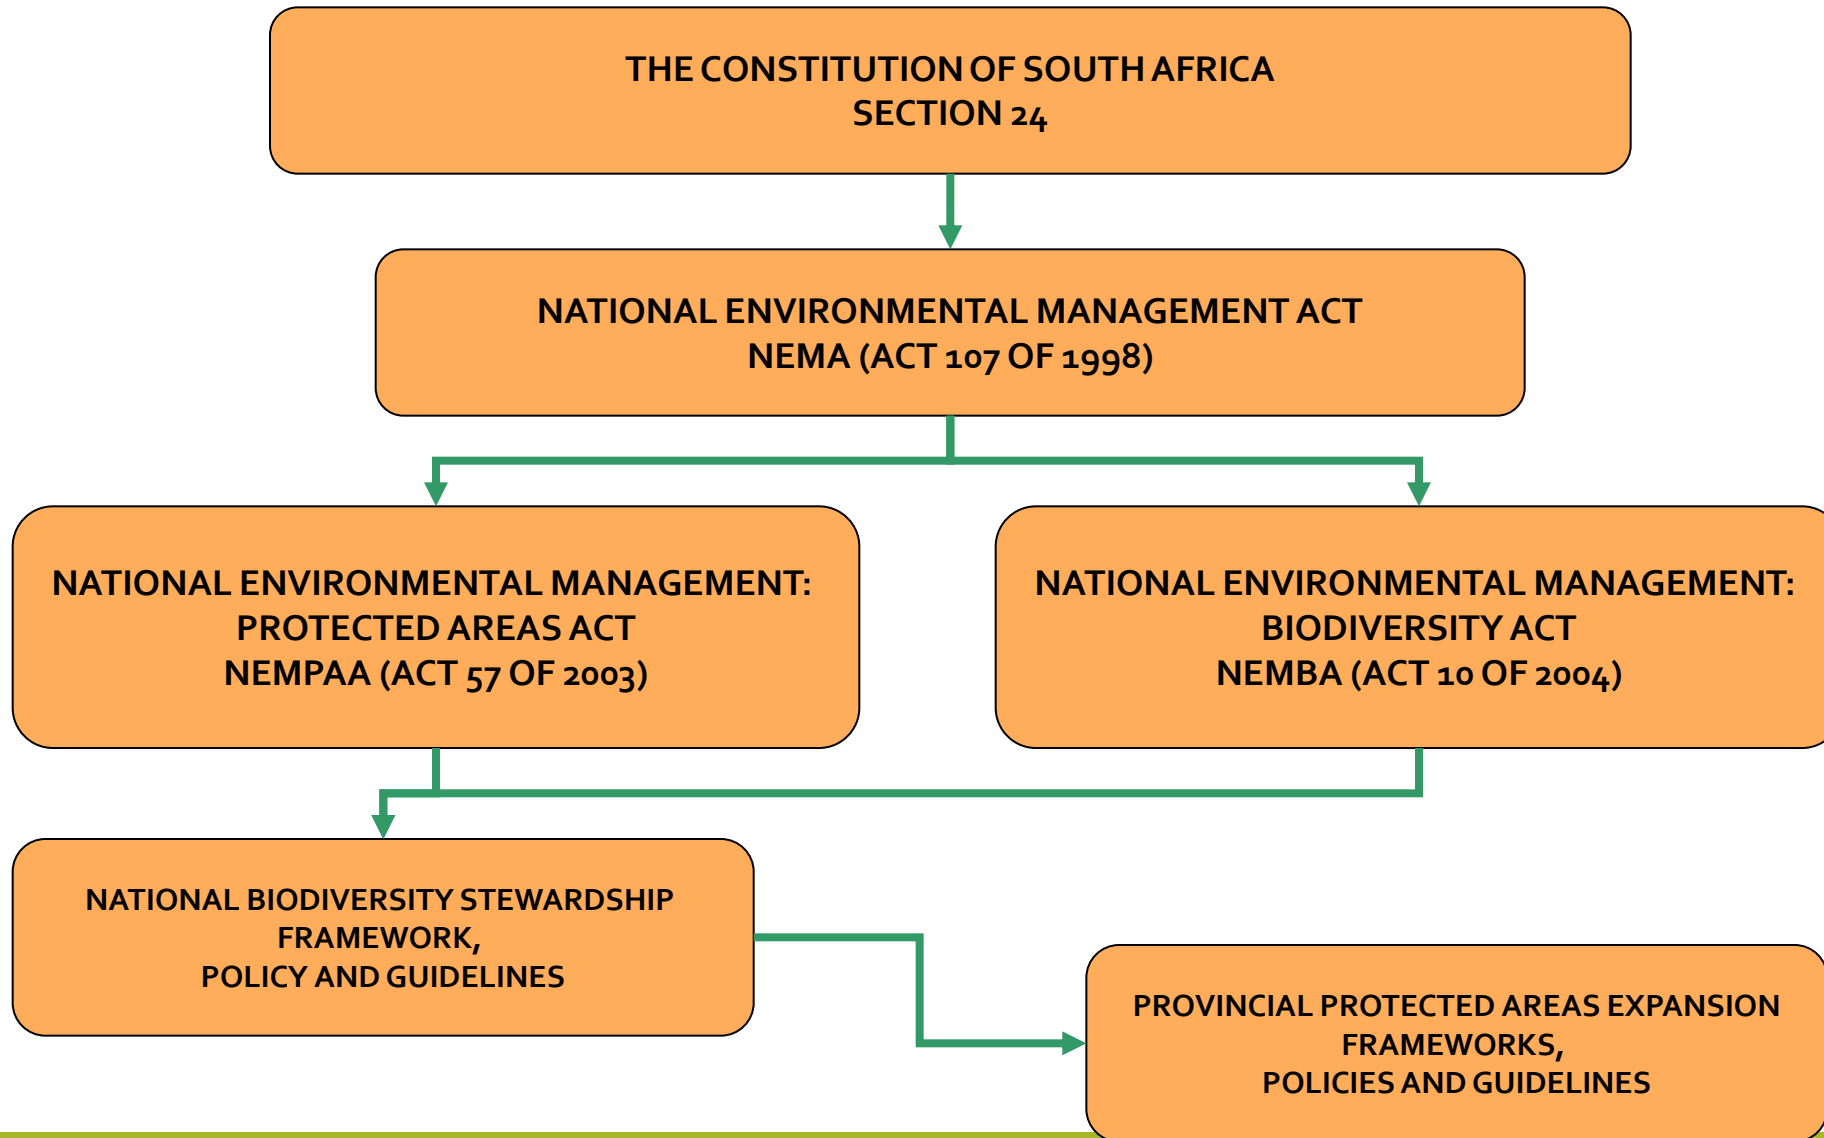 THE CONSTITUTION OF SOUTH AFRICA
SECTION 24
NATIONAL ENVIRONMENTAL MANAGEMENT ACT
NEMA (ACT 107 OF 1998)
NATIONAL ENVIRONMENTAL MANAGEMENT:
PROTECTED AREAS ACT
NEMPAA (ACT 57 OF 2003)
NATIONAL ENVIRONMENTAL MANAGEMENT:
BIODIVERSITY ACT
NEMBA (ACT 10 OF 2004)
NATIONAL BIODIVERSITY STEWARDSHIP
FRAMEWORK,
POLICY AND GUIDELINES
PROVINCIAL PROTECTED AREAS EXPANSION
FRAMEWORKS,
POLICIES AND GUIDELINES